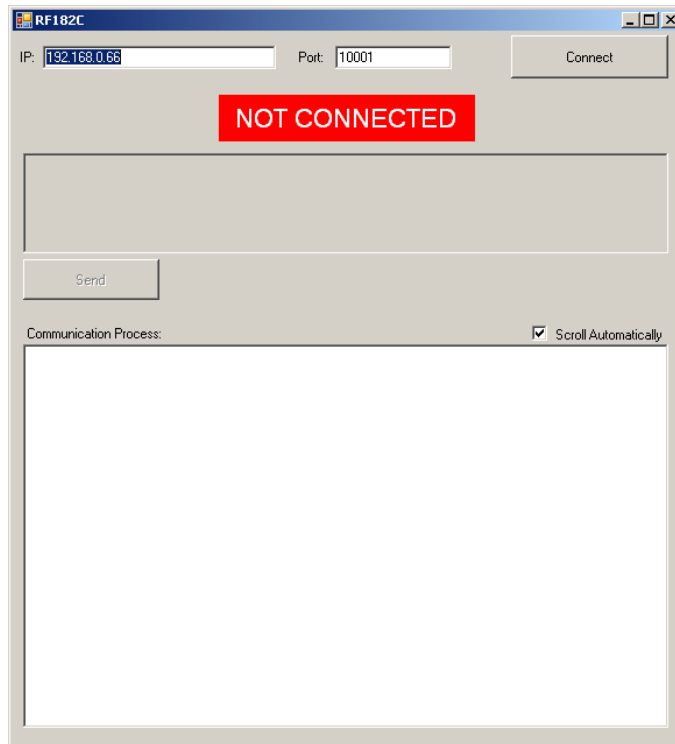 RF182C
IP: 192.168.0.66 Port: 10001 Connect
NOT CONNECTED
Send
Communication Process: Scroll Automatically